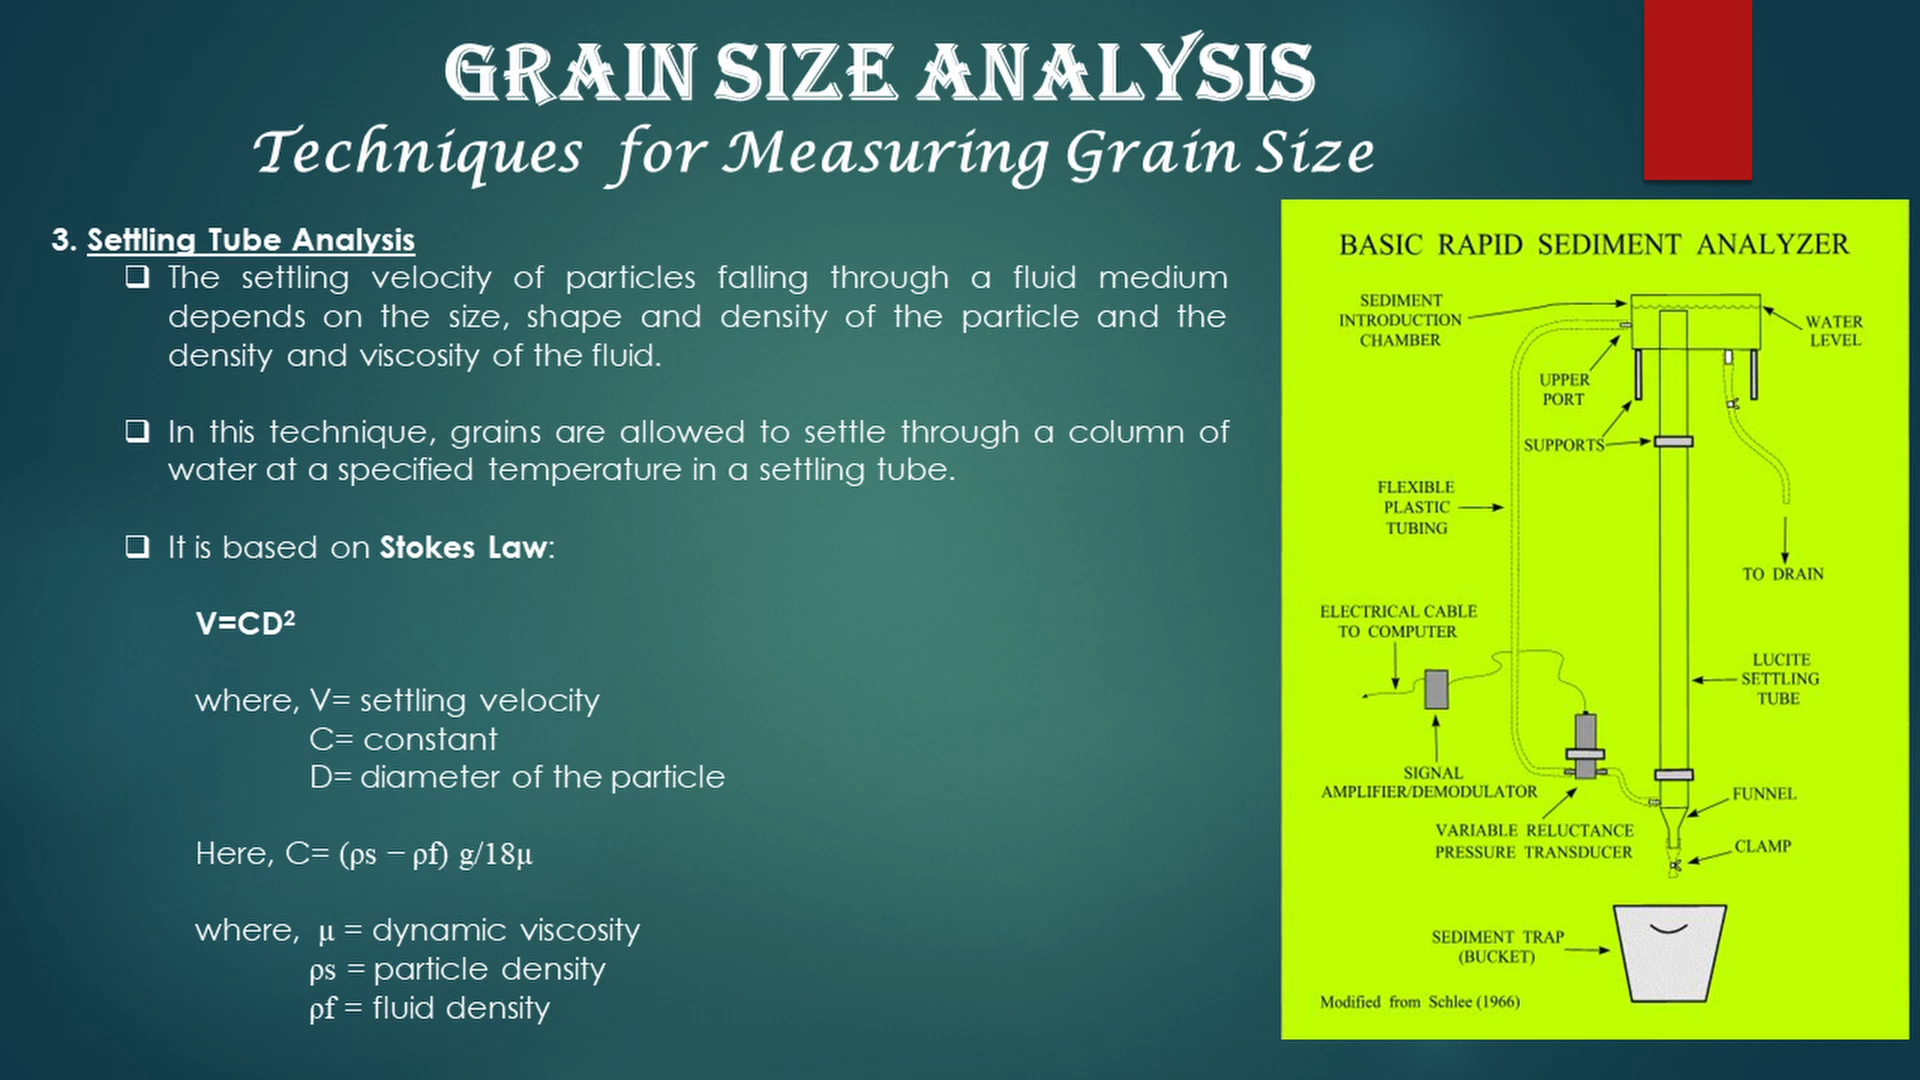 GRAIN SIZE ANALYSIS
Techniques for Measuring Grain Size
3. Settling Tube Analysis
❑ The settling velocity of particles falling through a fluid medium
depends on the size, shape and density of the particle and the
density and viscosity of the fluid.
❑ In this technique, grains are allowed to settle through a column of
water at a specified temperature in a settling tube.
❑ It is based on Stokes Law:
V=CD²
where, V= settling velocity
C= constant
D= diameter of the particle
Here, C= (ρs − ρf) g/18μ
where, μ = dynamic viscosity
ρs = particle density
ρf = fluid density
BASIC RAPID SEDIMENT ANALYZER
SEDIMENT
INTRODUCTION
CHAMBER
WATER
LEVEL
UPPER
PORT
SUPPORTS
FLEXIBLE
PLASTIC
TUBING
TO DRAIN
ELECTRICAL CABLE
TO COMPUTER
LUCITE
SETTLING
TUBE
SIGNAL
AMPLIFIER/DEMODULATOR
FUNNEL
VARIABLE RELUCTANCE
PRESSURE TRANSDUCER
CLAMP
SEDIMENT TRAP
(BUCKET)
Modified from Schlee (1966)